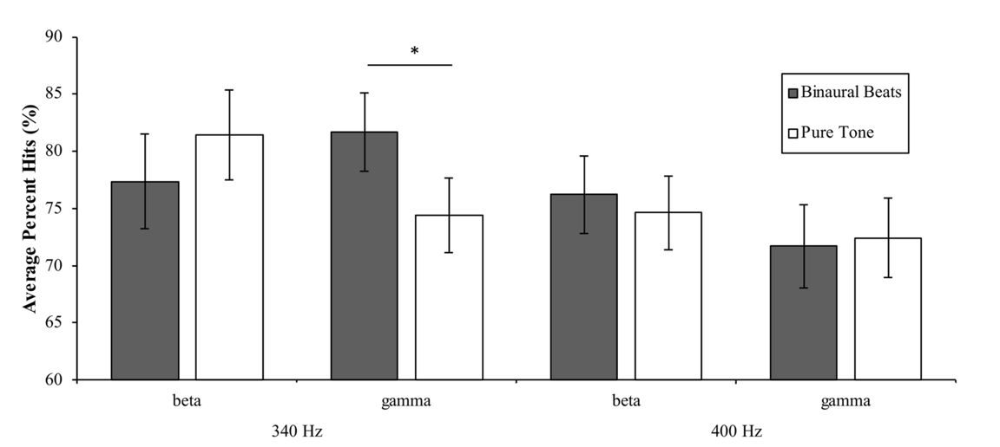 Average Percent Hits (%)
90
85
80
75
70
65
60
*
Binaural Beats
Pure Tone
beta
gamma
beta
gamma
340 Hz
400 Hz